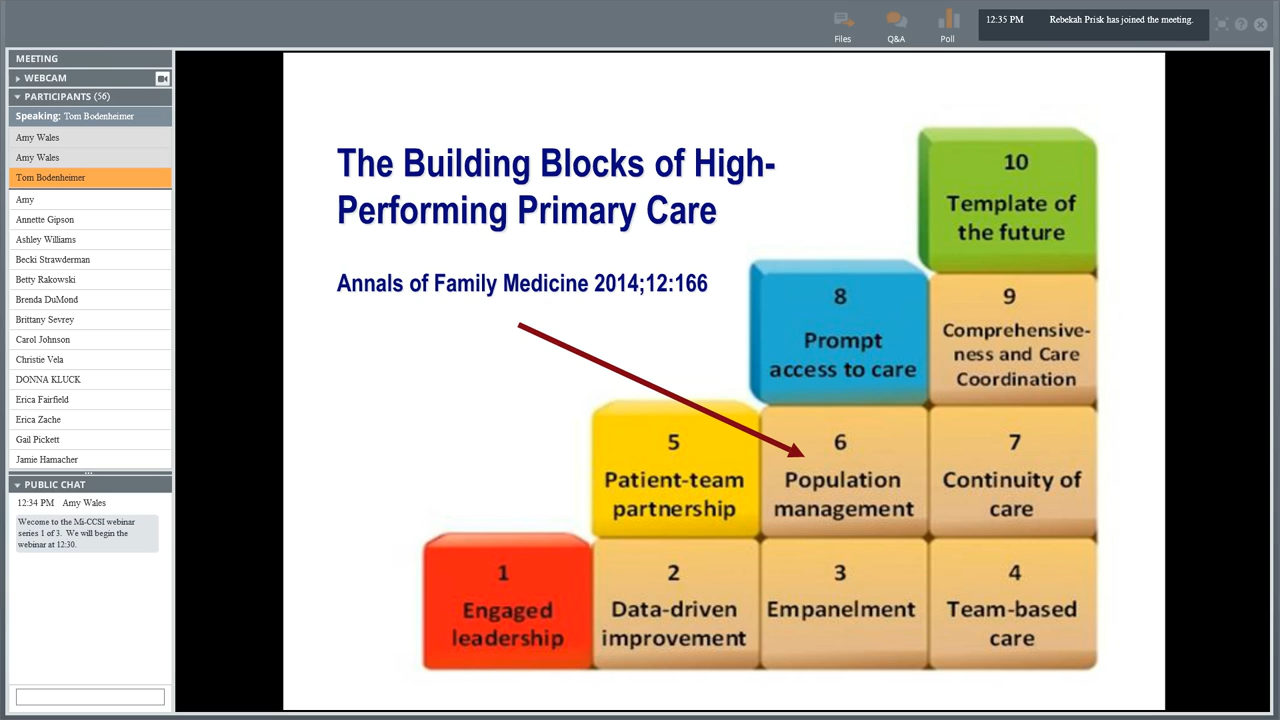 Files
Q&A
Poll
12:35 PM Rebekah Prisk has joined the meeting.
MEETING
WEBCAM
PARTICIPANTS (56)
Speaking: Tom Bodenheimer
Amy Wales
Amy Wales
Tom Bodenheimer
Amy
Annette Gipson
Ashley Williams
Becki Strawderman
Betty Rakowski
Brenda DuMond
Brittany Sevrey
Carol Johnson
Christie Vela
DONNA KLUCK
Erica Fairfield
Erica Zache
Gail Pickett
Jamie Hamacher
PUBLIC CHAT
12:34 PM Amy Wales
Wecome to the Mi-CCSI webinar
series 1 of 3. We will begin the
webinar at 12:30.
The Building Blocks of High-
Performing Primary Care
Annals of Family Medicine 2014;12:166
10
Template of
the future
8
Prompt
access to care
9
Comprehensive-
ness and Care
Coordination
5
Patient-team
partnership
6
Population
management
7
Continuity of
care
1
Engaged
leadership
2
Data-driven
improvement
3
Empanelment
4
Team-based
care